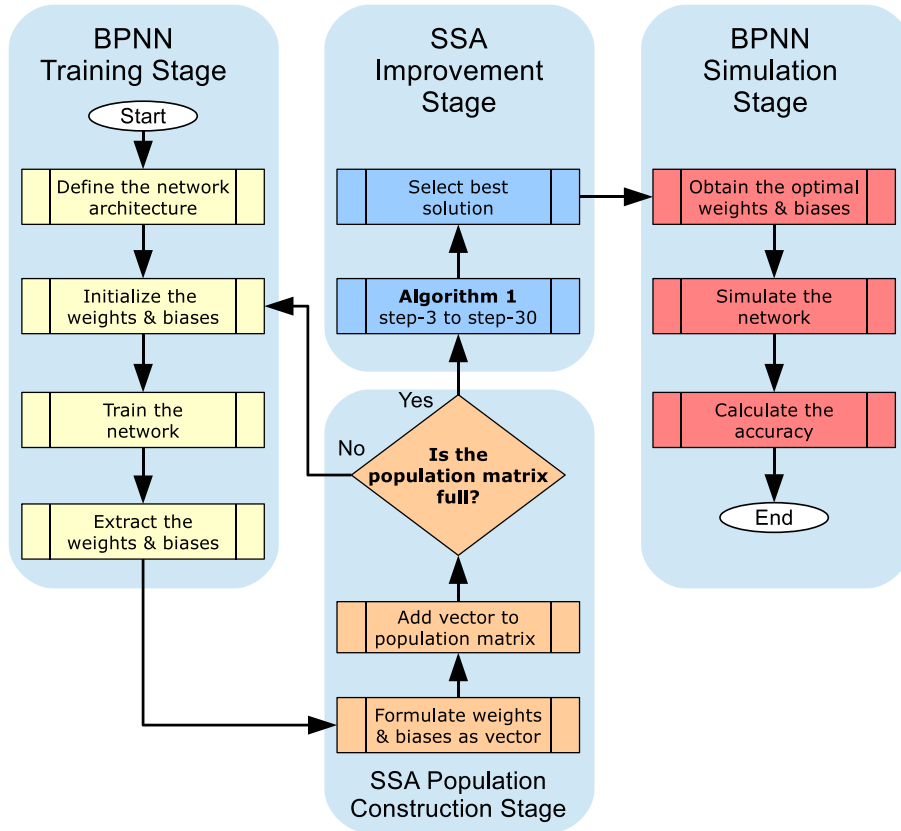 BPNN
Training Stage
Start
Define the network
architecture
Initialize the
weights & biases
Train the
network
Extract the
weights & biases
SSA
Improvement
Stage
Select best
solution
Algorithm 1
step-3 to step-30
Yes
No
Is the
population matrix
full?
Add vector to
population matrix
Formulate weights
& biases as vector
SSA Population
Construction Stage
BPNN
Simulation
Stage
Obtain the optimal
weights & biases
Simulate the
network
Calculate the
accuracy
End